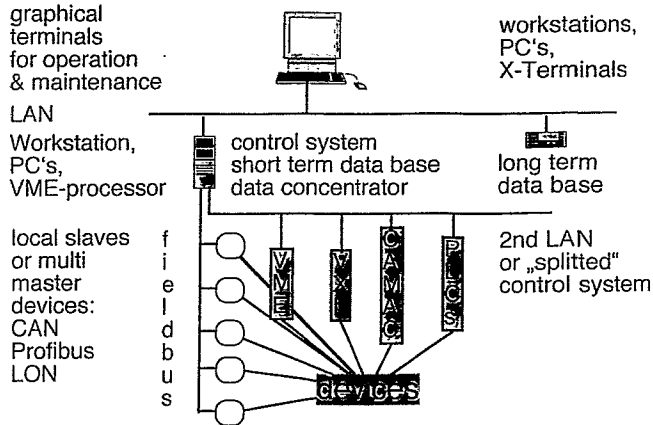 graphical
terminals
for operation
& maintenance
workstations,
PC's,
X-Terminals
LAN
Workstation,
PC's,
VME-processor
control system
short term data base
data concentrator
long term
data base
local slaves
or multi
master
devices:
CAN
Profibus
LON
f
i
e
l
d
b
u
s
VME
VXI
CAMAC
PLCS
2nd LAN
or „splitted“
control system
devices